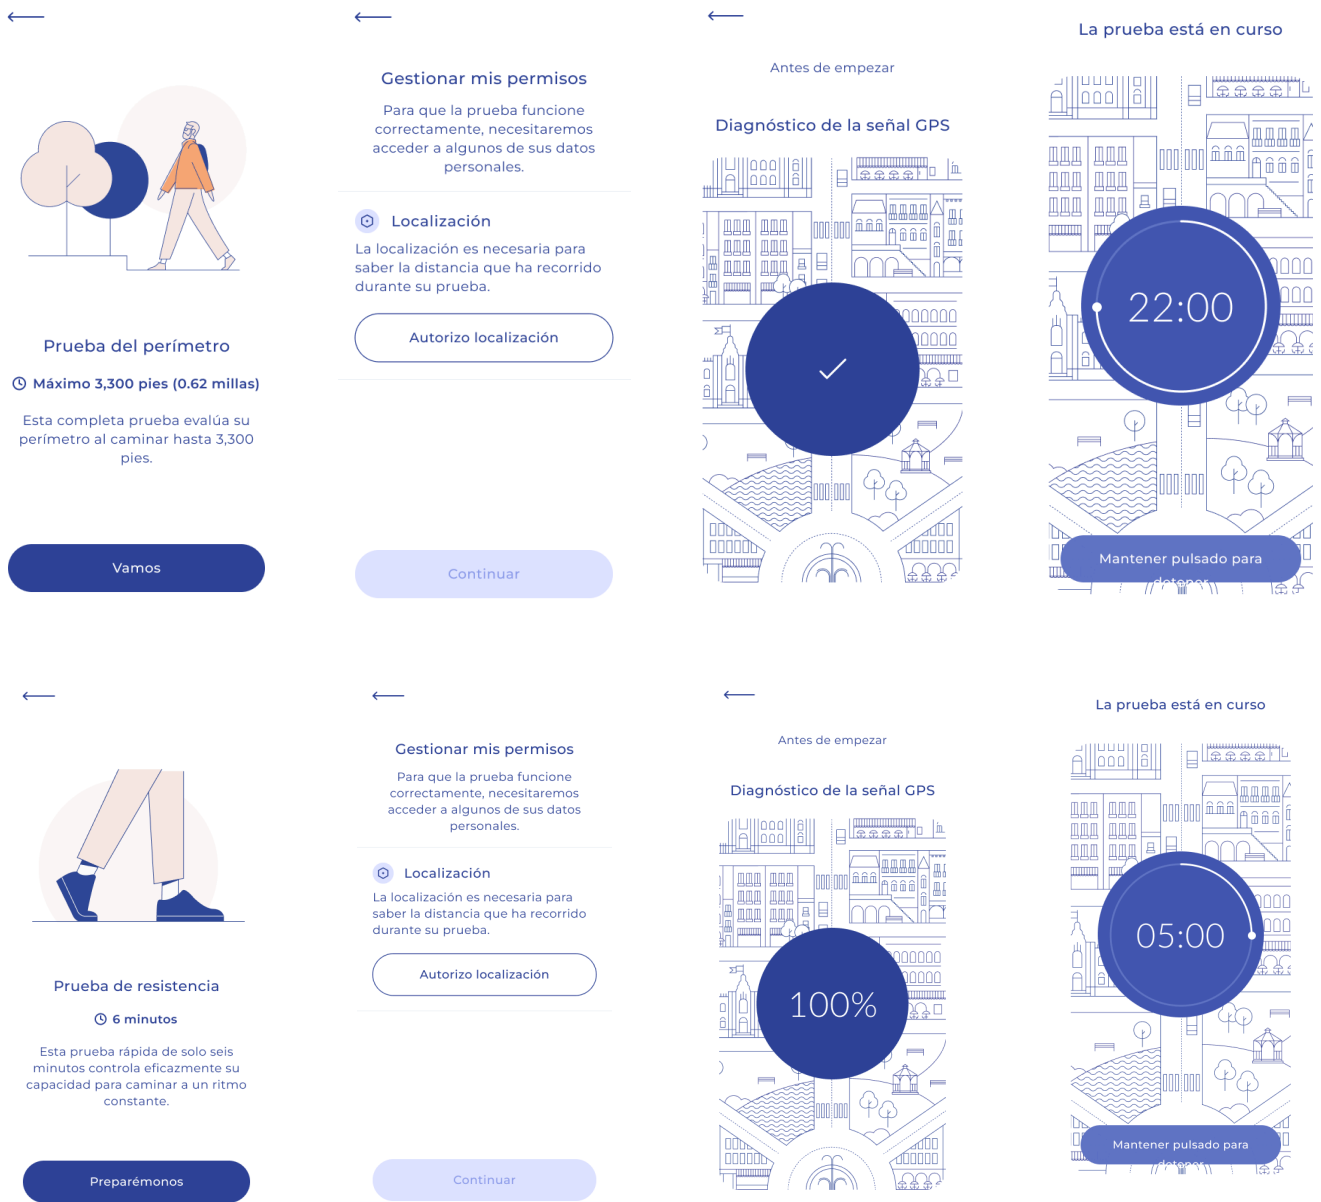 Prueba del perímetro
Máximo 3,300 pies (0.62 millas)
Esta completa prueba evalúa su
perímetro al caminar hasta 3,300
pies.
Vamos
Gestionar mis permisos
Para que la prueba funcione
correctamente, necesitaremos
acceder a algunos de sus datos
personales.
Localización
La localización es necesaria para
saber la distancia que ha recorrido
durante su prueba.
Autorizo localización
Continuar
Antes de empezar
Diagnóstico de la señal GPS
La prueba está en curso
22:00
Mantener pulsado para
detener
Prueba de resistencia
6 minutos
Esta prueba rápida de solo seis
minutos controla eficazmente su
capacidad para caminar a un ritmo
constante.
Preparémonos
Gestionar mis permisos
Para que la prueba funcione
correctamente, necesitaremos
acceder a algunos de sus datos
personales.
Localización
La localización es necesaria para
saber la distancia que ha recorrido
durante su prueba.
Autorizo localización
Continuar
Antes de empezar
Diagnóstico de la señal GPS
100%
La prueba está en curso
05:00
Mantener pulsado para
detener